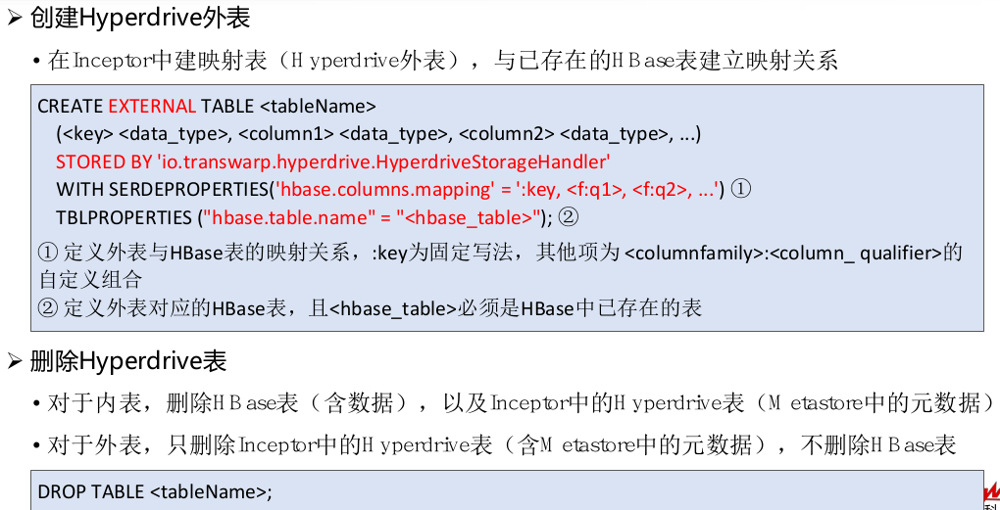 ➢ 创建Hyperdrive外表
• 在Inceptor中建映射表（Hyperdrive外表），与已存在的HBase表建立映射关系
CREATE EXTERNAL TABLE <tableName>
(<key> <data_type>, <column1> <data_type>, <column2> <data_type>, ...)
STORED BY 'io.transwarp.hyperdrive.HyperdriveStorageHandler'
WITH SERDEPROPERTIES('hbase.columns.mapping' = ':key, <f:q1>, <f:q2>, ...') ①
TBLPROPERTIES ("hbase.table.name" = "<hbase_table>"); ②
① 定义外表与HBase表的映射关系，:key为固定写法，其他项为 <columnfamily>:<column_ qualifier>的
自定义组合
② 定义外表对应的HBase表，且<hbase_table>必须是HBase中已存在的表
➢ 删除Hyperdrive表
• 对于内表，删除HBase表（含数据），以及Inceptor中的Hyperdrive表（Metastore中的元数据）
• 对于外表，只删除Inceptor中的Hyperdrive表（含Metastore中的元数据），不删除HBase表
DROP TABLE <tableName>;